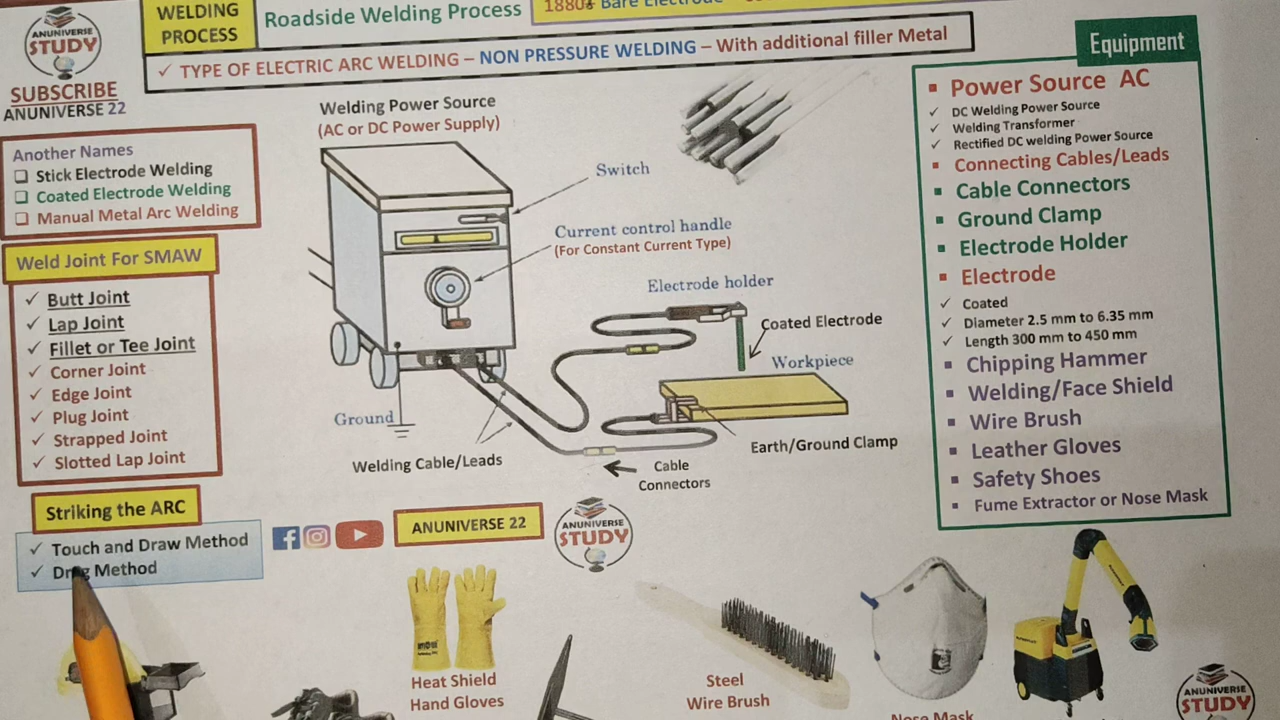 ANUNIVERSE
STUDY
SUBSCRIBE
ANUNIVERSE 22
WELDING
PROCESS
Roadside Welding Process
Bare Electrode
✓ TYPE OF ELECTRIC ARC WELDING – NON PRESSURE WELDING – With additional filler Metal
Another Names
❑ Stick Electrode Welding
❑ Coated Electrode Welding
❑ Manual Metal Arc Welding
Weld Joint For SMAW
✓ Butt Joint
✓ Lap Joint
✓ Fillet or Tee Joint
✓ Corner Joint
✓ Edge Joint
✓ Plug Joint
✓ Strapped Joint
✓ Slotted Lap Joint
Striking the ARC
✓ Touch and Draw Method
✓ Drag Method
Welding Power Source
(AC or DC Power Supply)
Switch
Current control handle
(For Constant Current Type)
Electrode holder
Coated Electrode
Workpiece
Ground
Earth/Ground Clamp
Welding Cable/Leads
Cable
Connectors
ANUNIVERSE 22
ANUNIVERSE
STUDY
Equipment
▪ Power Source AC
✓ DC Welding Power Source
✓ Welding Transformer
✓ Rectified DC welding Power Source
▪ Connecting Cables/Leads
▪ Cable Connectors
▪ Ground Clamp
▪ Electrode Holder
▪ Electrode
✓ Coated
✓ Diameter 2.5 mm to 6.35 mm
✓ Length 300 mm to 450 mm
▪ Chipping Hammer
▪ Welding/Face Shield
▪ Wire Brush
▪ Leather Gloves
▪ Safety Shoes
▪ Fume Extractor or Nose Mask
Heat Shield
Hand Gloves
Steel
Wire Brush
Nose Mask
ANUNIVERSE
STUDY